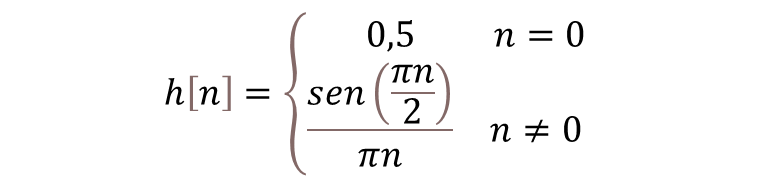 h[n] = { 0,5 n = 0
sen(πn/2)/πn n ≠ 0